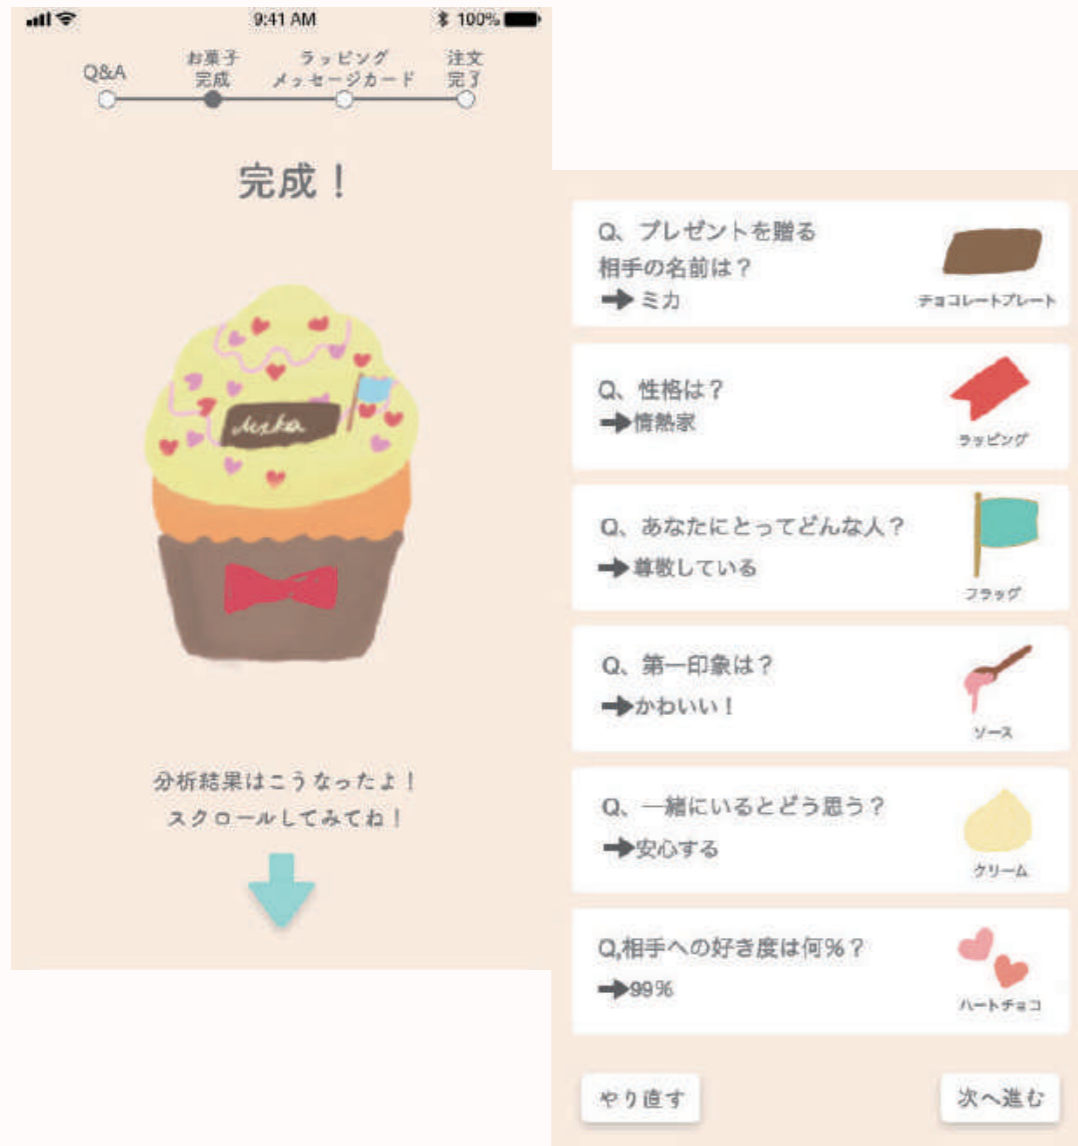 9:41 AM
100%
Q&A
お菓子
完成
ラッピング
メッセージカード
注文
完了
完成！
Mika
分析結果はこうなったよ！
スクロールしてみてね！
Q、プレゼントを贈る
相手の名前は？
➡ミカ
チョコレートプレート
Q、性格は？
➡情熱家
ラッピング
Q、あなたにとってどんな人？
➡尊敬している
フラッグ
Q、第一印象は？
➡かわいい！
ソース
Q、一緒にいるとどう思う？
➡安心する
クリーム
Q,相手への好き度は何%？
➡99%
ハートチョコ
やり直す
次へ進む